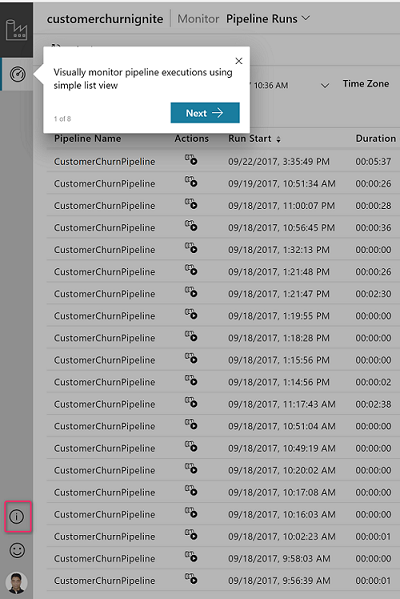 customerchurnignite Monitor Pipeline Runs
Visually monitor pipeline executions using
simple list view
1 of 8
Next
10:36 AM
Time Zone
Pipeline Name Actions Run Start Duration
CustomerChurnPipeline 09/22/2017, 3:35:49 PM 00:05:37
CustomerChurnPipeline 09/19/2017, 10:51:34 AM 00:00:26
CustomerChurnPipeline 09/18/2017, 11:00:07 PM 00:00:28
CustomerChurnPipeline 09/18/2017, 10:56:45 PM 00:00:36
CustomerChurnPipeline 09/18/2017, 1:32:13 PM 00:00:00
CustomerChurnPipeline 09/18/2017, 1:21:48 PM 00:00:26
CustomerChurnPipeline 09/18/2017, 1:21:47 PM 00:02:30
CustomerChurnPipeline 09/18/2017, 1:19:55 PM 00:00:00
CustomerChurnPipeline 09/18/2017, 1:18:28 PM 00:00:00
CustomerChurnPipeline 09/18/2017, 1:15:56 PM 00:00:00
CustomerChurnPipeline 09/18/2017, 1:14:56 PM 00:00:02
CustomerChurnPipeline 09/18/2017, 11:17:43 AM 00:02:38
CustomerChurnPipeline 09/18/2017, 10:51:04 AM 00:00:00
CustomerChurnPipeline 09/18/2017, 10:49:19 AM 00:00:00
CustomerChurnPipeline 09/18/2017, 10:20:02 AM 00:00:00
CustomerChurnPipeline 09/18/2017, 10:17:08 AM 00:00:00
CustomerChurnPipeline 09/18/2017, 10:16:03 AM 00:00:00
CustomerChurnPipeline 09/18/2017, 10:02:23 AM 00:00:01
CustomerChurnPipeline 09/18/2017, 9:58:03 AM 00:00:00
CustomerChurnPipeline 09/18/2017, 9:56:39 AM 00:00:01